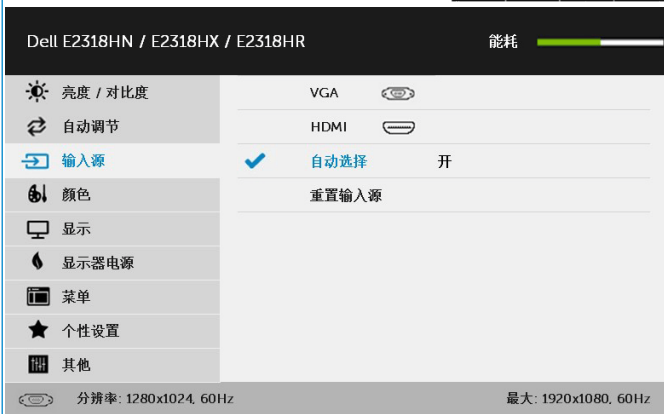 Dell E2318HN / E2318HX / E2318HR 能耗
亮度 / 对比度 VGA
自动调节 HDMI
输入源 自动选择 开
颜色 重置输入源
显示
显示器电源
菜单
个性设置
其他
分辨率: 1280x1024, 60Hz 最大: 1920x1080, 60Hz